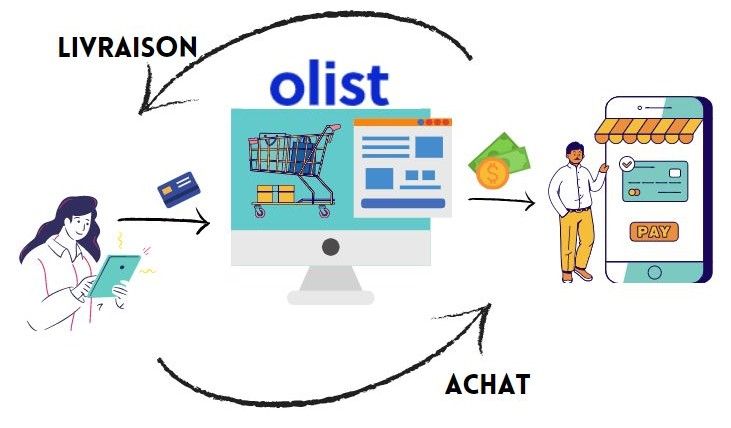 LIVRAISON
olist
$
PAY
ACHAT